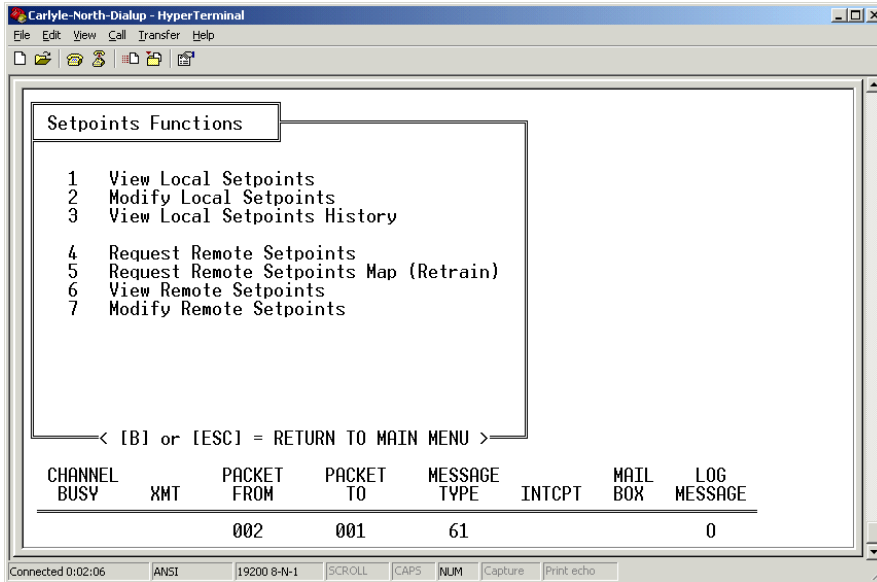 Carlyle-North-Dialup - HyperTerminal
File Edit View Call Transfer Help
Setpoints Functions
1 View Local Setpoints
2 Modify Local Setpoints
3 View Local Setpoints History
4 Request Remote Setpoints
5 Request Remote Setpoints Map (Retrain)
6 View Remote Setpoints
7 Modify Remote Setpoints
< [B] or [ESC] = RETURN TO MAIN MENU >
CHANNEL PACKET PACKET MESSAGE MAIL LOG
BUSY XMT FROM TO TYPE INTCPT BOX MESSAGE
002 001 61 0
Connected 0:02:06 ANSI 19200 8-N-1 SCROLL CAPS NUM Capture Print echo